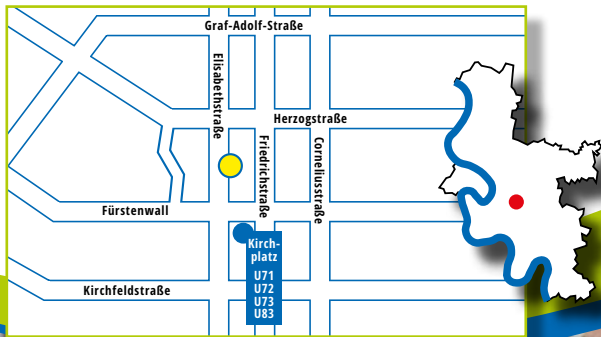 Graf-Adolf-Straße
Elisabethstraße
Herzogstraße
Friedrichstraße
Corneliusstraße
Fürstenwall
Kirch-
platz
U71
U72
U73
U83
Kirchfeldstraße